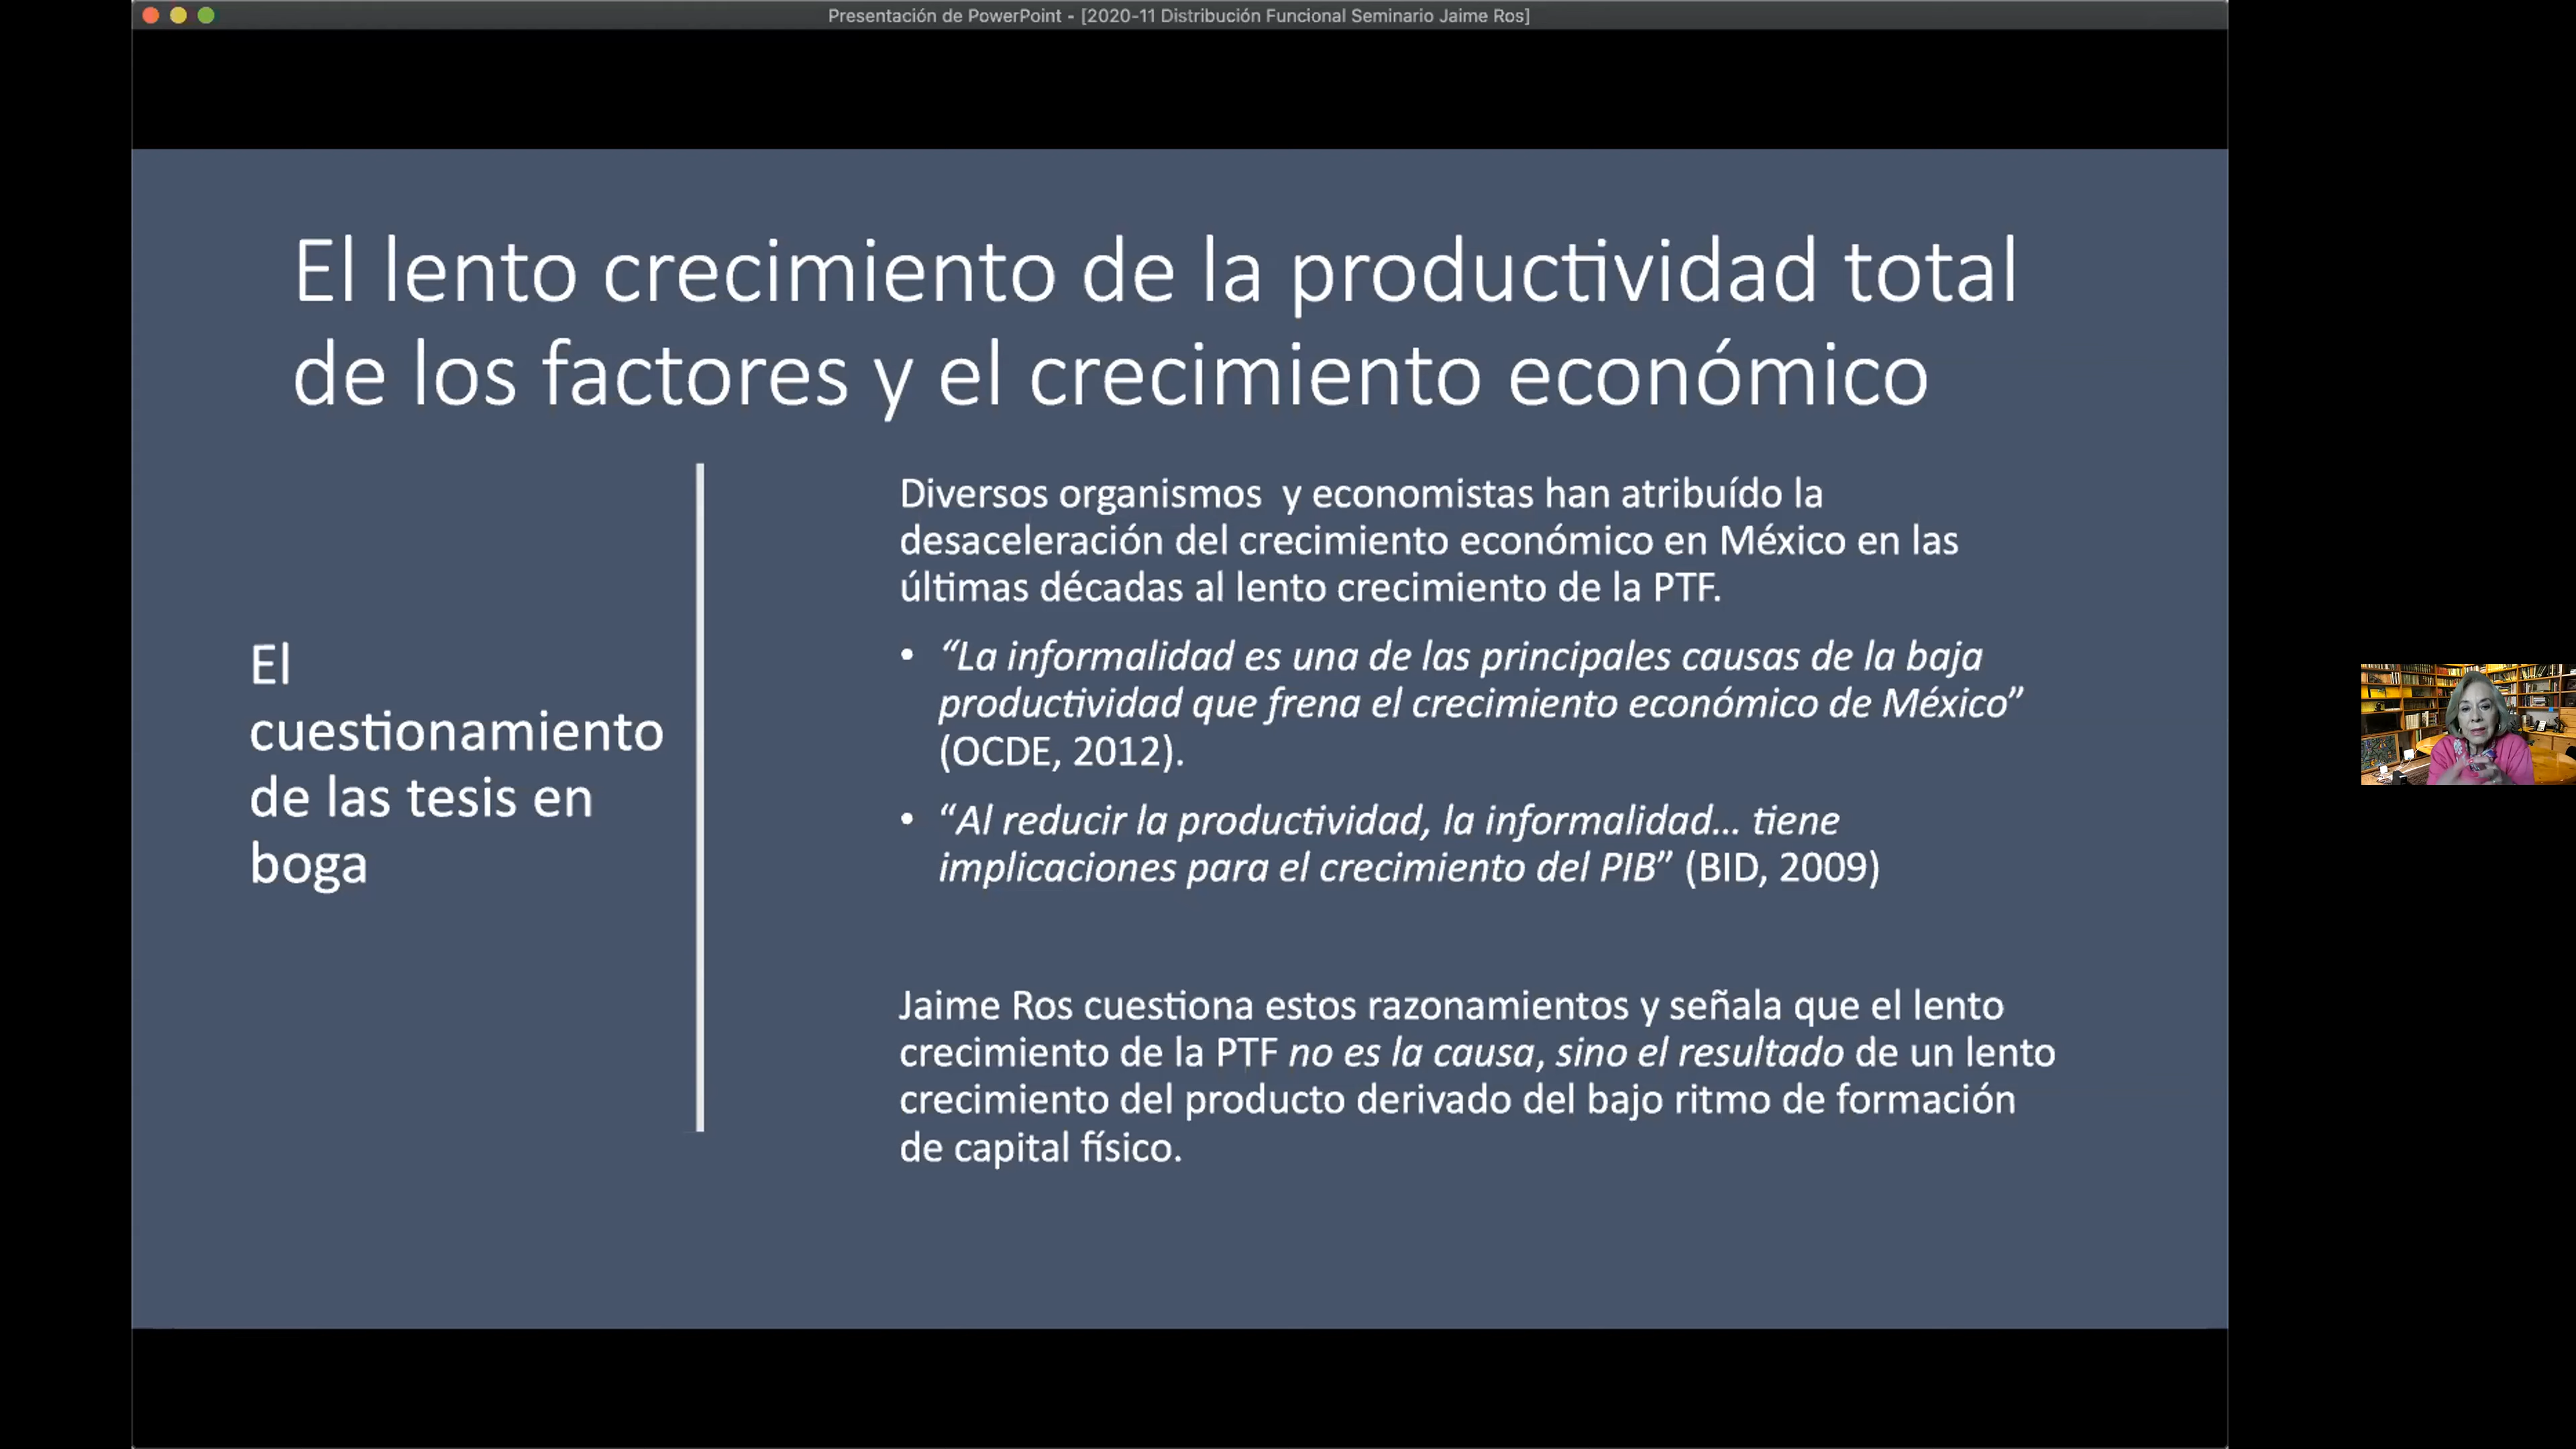 Presentación de PowerPoint - [2020-11 Distribución Funcional Seminario Jaime Ros]
El lento crecimiento de la productividad total
de los factores y el crecimiento económico
El
cuestionamiento
de las tesis en
boga
Diversos organismos  y economistas han atribuído la
desaceleración del crecimiento económico en México en las
últimas décadas al lento crecimiento de la PTF.
• “La informalidad es una de las principales causas de la baja
productividad que frena el crecimiento económico de México”
(OCDE, 2012).
• “Al reducir la productividad, la informalidad… tiene
implicaciones para el crecimiento del PIB” (BID, 2009)
Jaime Ros cuestiona estos razonamientos y señala que el lento
crecimiento de la PTF no es la causa, sino el resultado de un lento
crecimiento del producto derivado del bajo ritmo de formación
de capital físico.